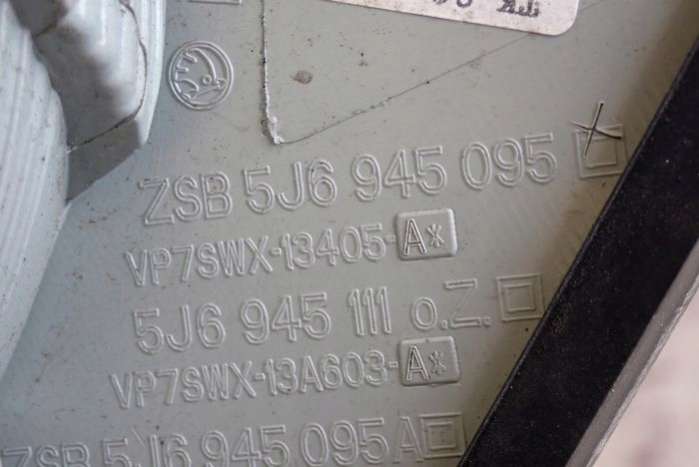 ZSB 5J6 945 095
VP7SWX-13405-A*
5J6 945 111 o.Z.
VP7SWX-13A603-A*
ZSB 5J6 945 095 A